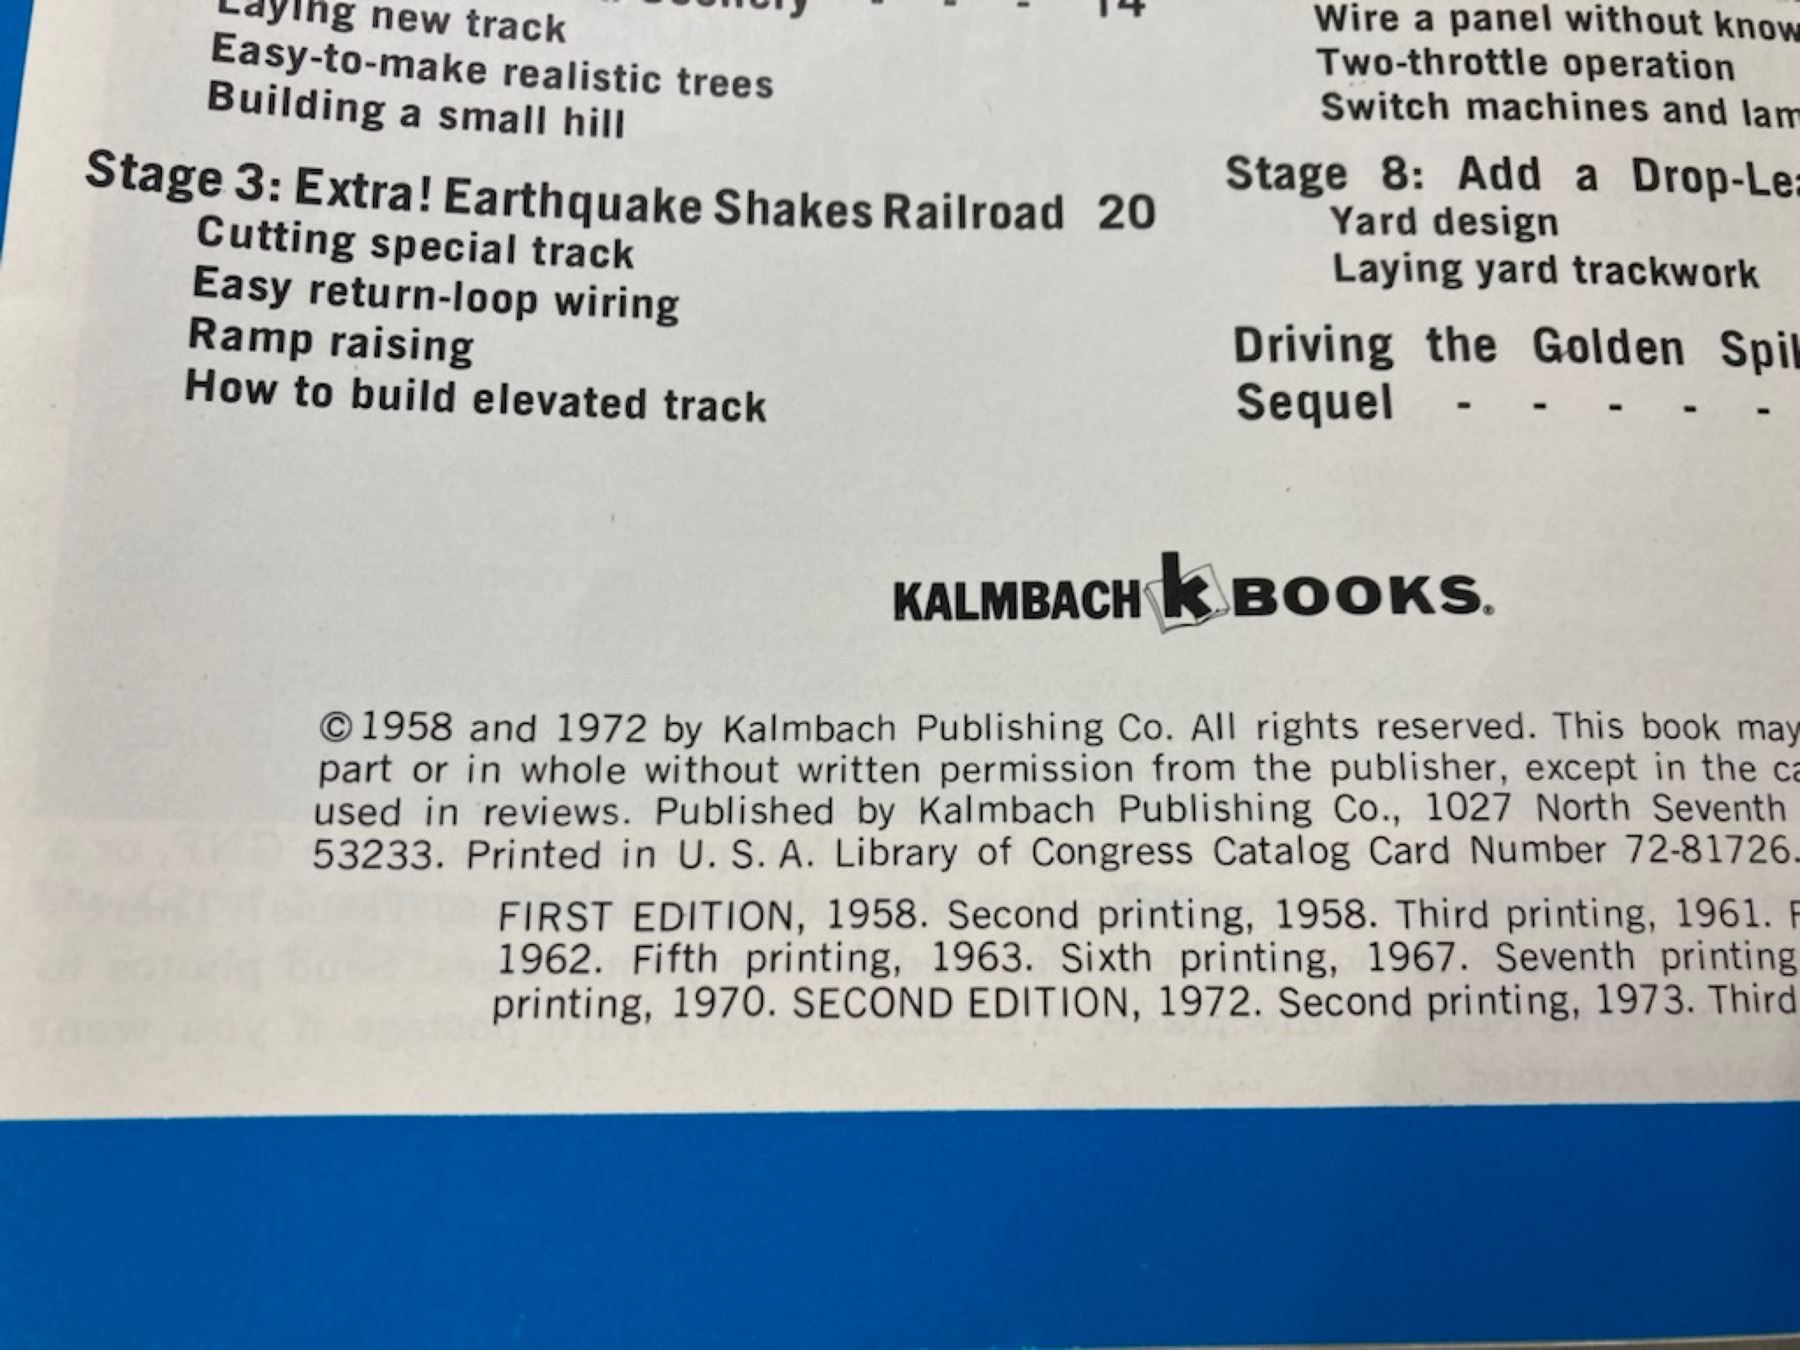 Scenery - - - 14
Laying new track
Easy-to-make realistic trees
Building a small hill
Stage 3: Extra! Earthquake Shakes Railroad 20
Cutting special track
Easy return-loop wiring
Ramp raising
How to build elevated track
Wire a panel without know
Two-throttle operation
Switch machines and lam
Stage 8: Add a Drop-Lea
Yard design
Laying yard trackwork
Driving the Golden Spik
Sequel - - - - -
KALMBACH k BOOKS®
©1958 and 1972 by Kalmbach Publishing Co. All rights reserved. This book may
part or in whole without written permission from the publisher, except in the ca
used in reviews. Published by Kalmbach Publishing Co., 1027 North Seventh
53233. Printed in U. S. A. Library of Congress Catalog Card Number 72-81726.
FIRST EDITION, 1958. Second printing, 1958. Third printing, 1961. F
1962. Fifth printing, 1963. Sixth printing, 1967. Seventh printing
printing, 1970. SECOND EDITION, 1972. Second printing, 1973. Third